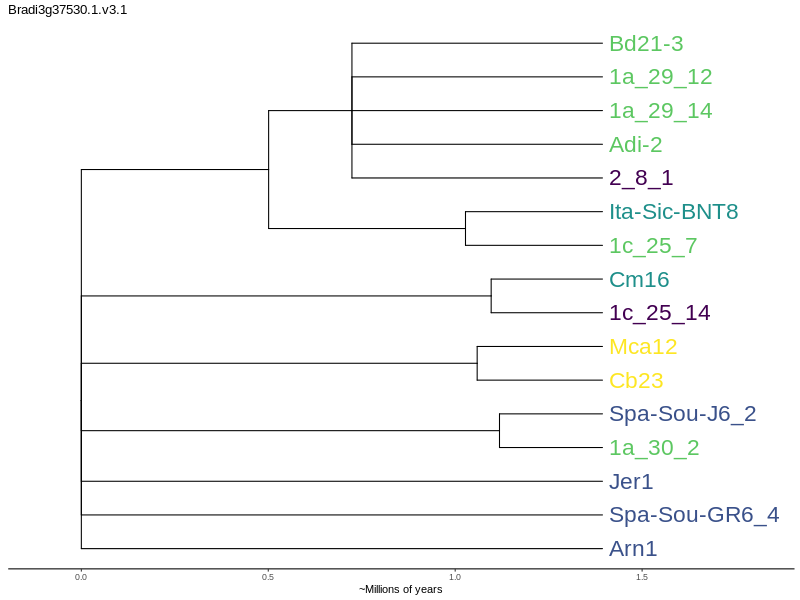 Bradi3g37530.1.v3.1
Bd21-3
1a_29_12
1a_29_14
Adi-2
2_8_1
Ita-Sic-BNT8
1c_25_7
Cm16
1c_25_14
Mca12
Cb23
Spa-Sou-J6_2
1a_30_2
Jer1
Spa-Sou-GR6_4
Arn1
0.0 0.5 1.0 1.5
~Millions of years